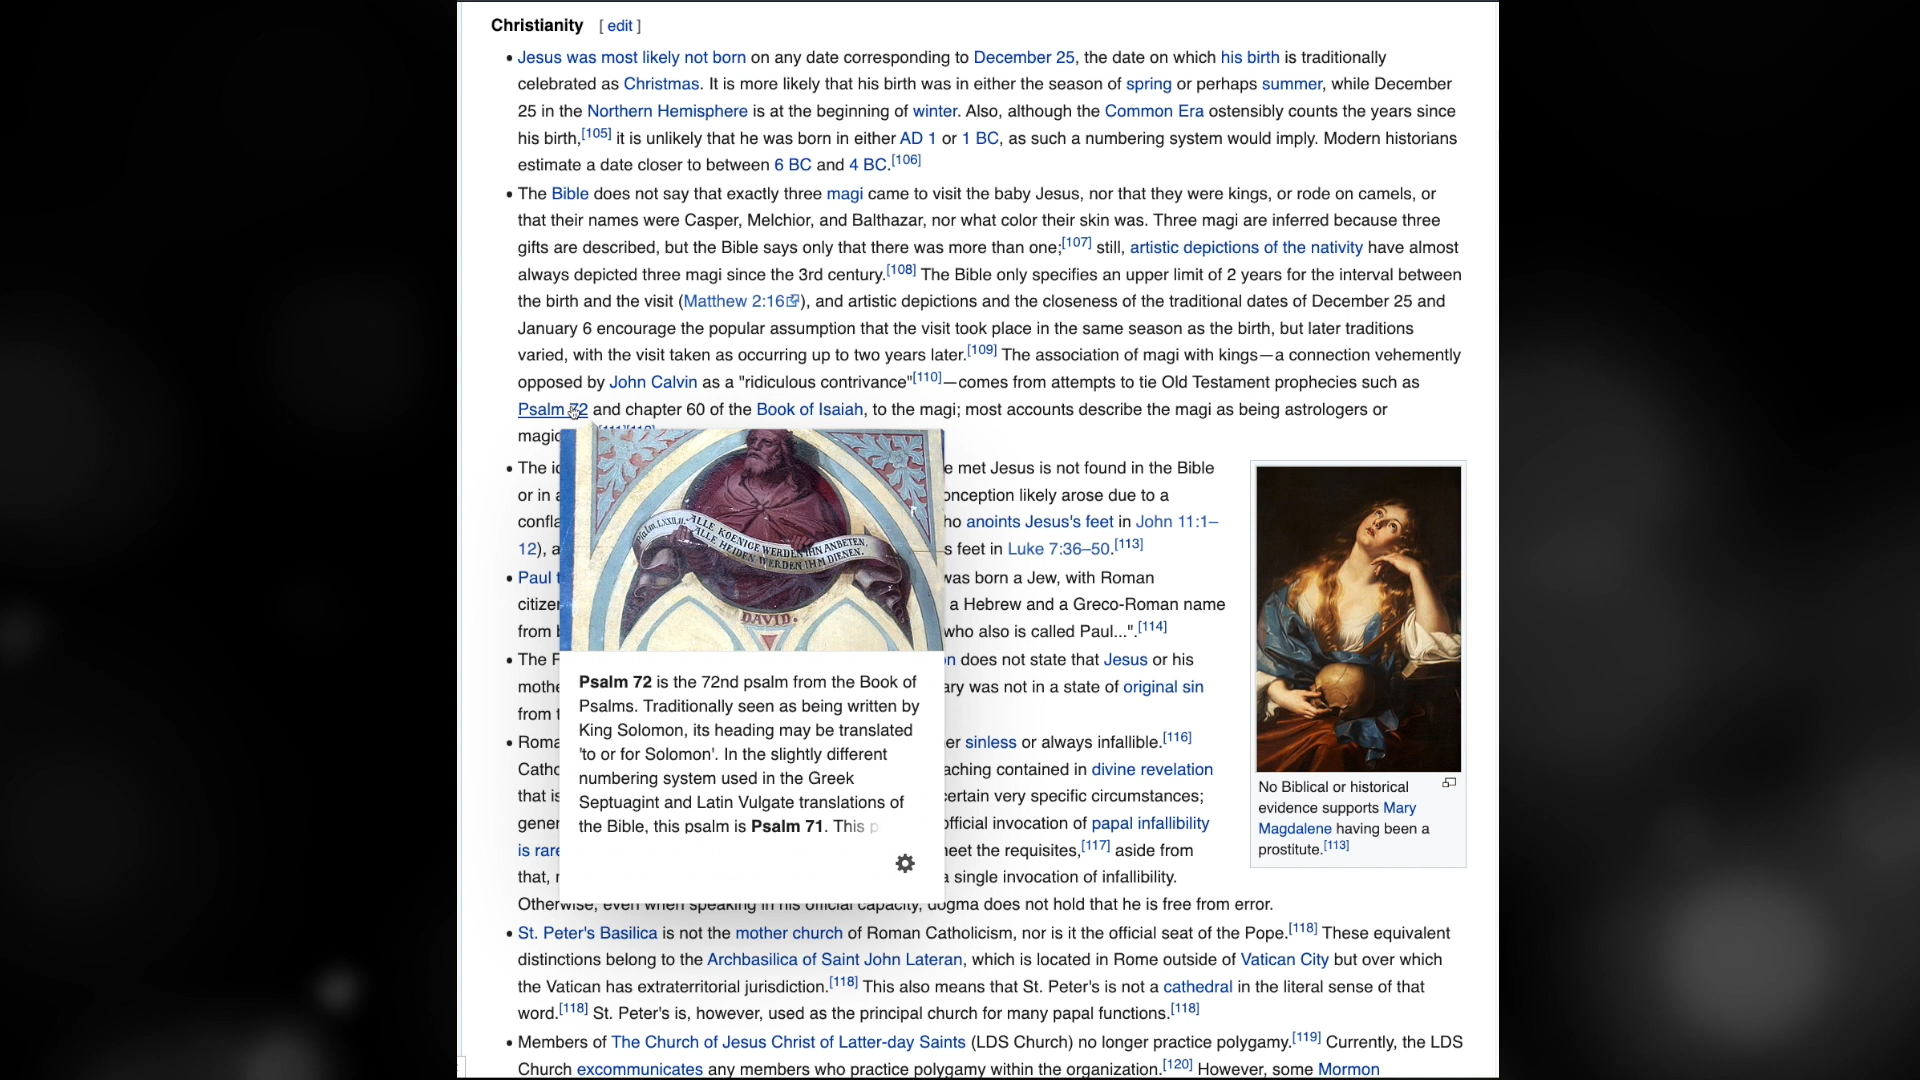 Christianity [ edit ]
• Jesus was most likely not born on any date corresponding to December 25, the date on which his birth is traditionally
celebrated as Christmas. It is more likely that his birth was in either the season of spring or perhaps summer, while December
25 in the Northern Hemisphere is at the beginning of winter. Also, although the Common Era ostensibly counts the years since
his birth,[105] it is unlikely that he was born in either AD 1 or 1 BC, as such a numbering system would imply. Modern historians
estimate a date closer to between 6 BC and 4 BC.[106]
• The Bible does not say that exactly three magi came to visit the baby Jesus, nor that they were kings, or rode on camels, or
that their names were Casper, Melchior, and Balthazar, nor what color their skin was. Three magi are inferred because three
gifts are described, but the Bible says only that there was more than one;[107] still, artistic depictions of the nativity have almost
always depicted three magi since the 3rd century.[108] The Bible only specifies an upper limit of 2 years for the interval between
the birth and the visit (Matthew 2:16), and artistic depictions and the closeness of the traditional dates of December 25 and
January 6 encourage the popular assumption that the visit took place in the same season as the birth, but later traditions
varied, with the visit taken as occurring up to two years later.[109] The association of magi with kings—a connection vehemently
opposed by John Calvin as a "ridiculous contrivance"[110]—comes from attempts to tie Old Testament prophecies such as
Psalm 72 and chapter 60 of the Book of Isaiah, to the magi; most accounts describe the magi as being astrologers or
magic
• The
met Jesus is not found in the Bible
or in
onception likely arose due to a
confla
ho anoints Jesus's feet in John 11:1–
12), a
s feet in Luke 7:36–50.[113]
• Paul
was born a Jew, with Roman
citizen
a Hebrew and a Greco-Roman name
from
who also is called Paul...".[114]
• The
n does not state that Jesus or his
mothe
ary was not in a state of original sin
from
• Roma
er sinless or always infallible.[116]
Catho
aching contained in divine revelation
that is
certain very specific circumstances;
gener
official invocation of papal infallibility
is rare
meet the requisites,[117] aside from
that,
a single invocation of infallibility.
Otherwise, even when speaking in his official capacity, dogma does not hold that he is free from error.
Psalm LXXII.11. ALLE KOENIGE WERDEN IHN ANBETEN,
ALLE HEIDEN WERDEN IHM DIENEN.
DAVID.
Psalm 72 is the 72nd psalm from the Book of
Psalms. Traditionally seen as being written by
King Solomon, its heading may be translated
'to or for Solomon'. In the slightly different
numbering system used in the Greek
Septuagint and Latin Vulgate translations of
the Bible, this psalm is Psalm 71. This p
No Biblical or historical
evidence supports Mary
Magdalene having been a
prostitute.[113]
• St. Peter's Basilica is not the mother church of Roman Catholicism, nor is it the official seat of the Pope.[118] These equivalent
distinctions belong to the Archbasilica of Saint John Lateran, which is located in Rome outside of Vatican City but over which
the Vatican has extraterritorial jurisdiction.[118] This also means that St. Peter's is not a cathedral in the literal sense of that
word.[118] St. Peter's is, however, used as the principal church for many papal functions.[118]
• Members of The Church of Jesus Christ of Latter-day Saints (LDS Church) no longer practice polygamy.[119] Currently, the LDS
Church excommunicates any members who practice polygamy within the organization.[120] However, some Mormon